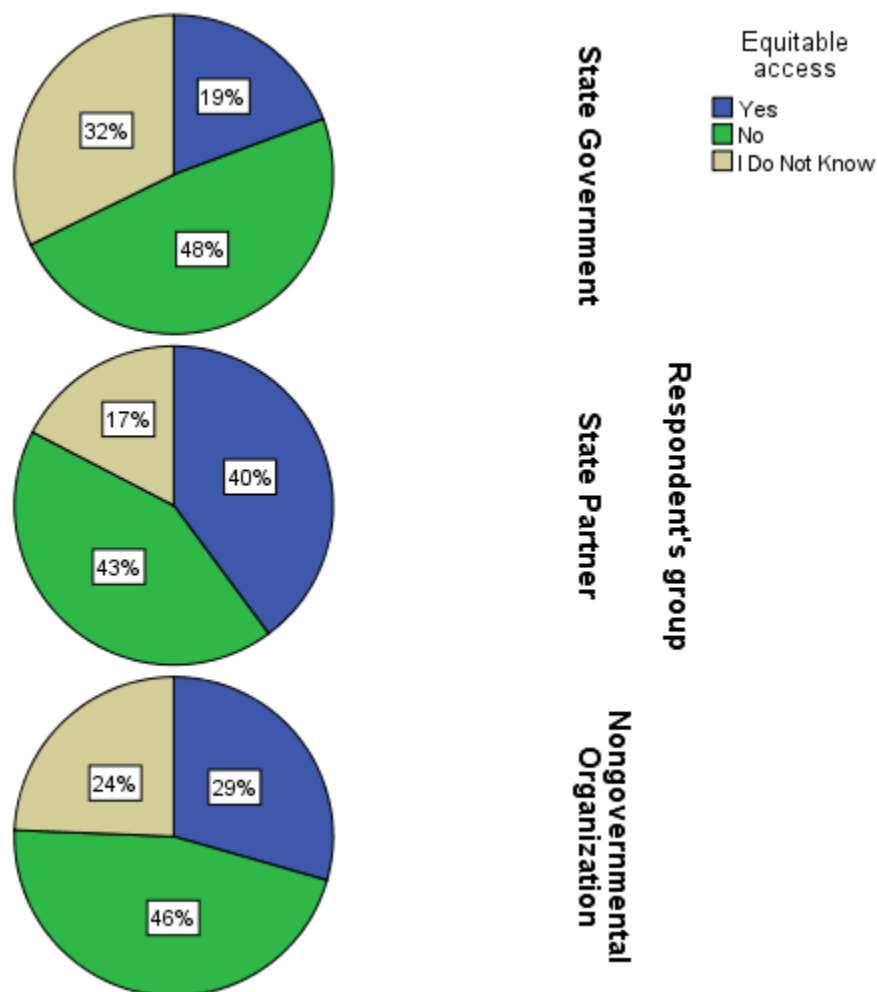 19%
32%
48%
State Government
Equitable
access
Yes
No
I Do Not Know
17%
40%
43%
State Partner
Respondent's group
24%
29%
46%
Nongovernmental
Organization